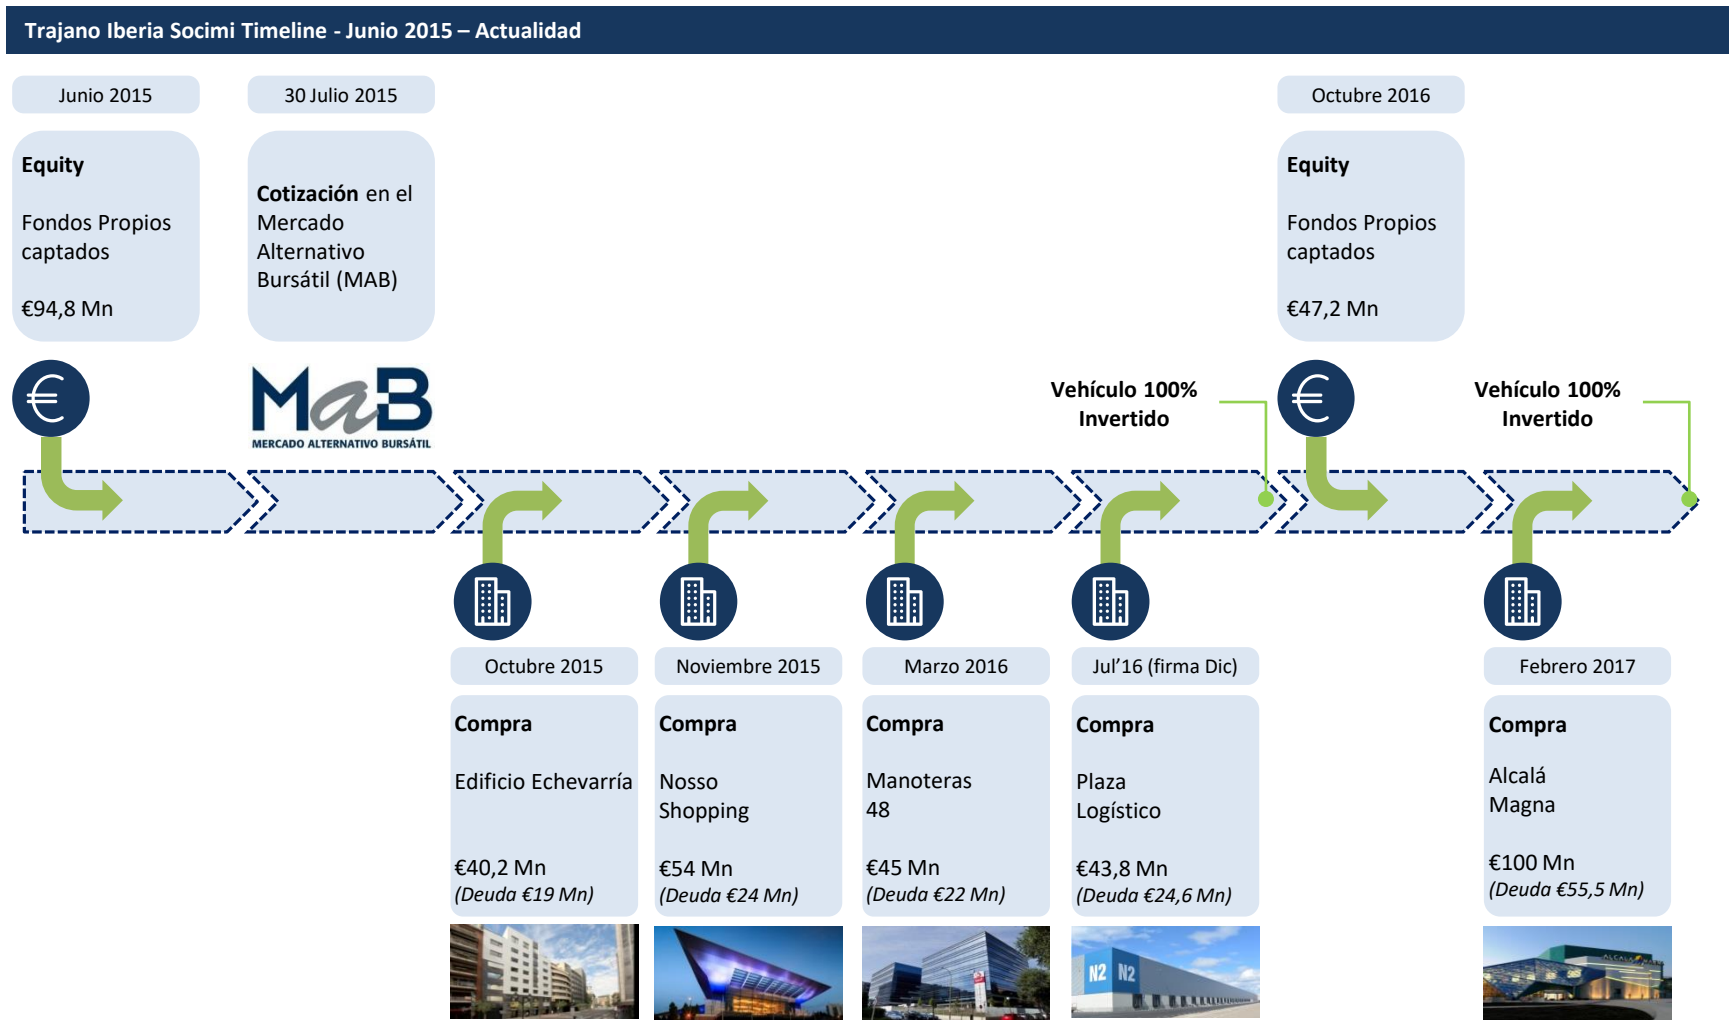 Trajano Iberia Socimi Timeline - Junio 2015 – Actualidad
Junio 2015
Equity
Fondos Propios
captados
€94,8 Mn
30 Julio 2015
Cotización en el
Mercado
Alternativo
Bursátil (MAB)
MaB
MERCADO ALTERNATIVO BURSÁTIL
Octubre 2016
Equity
Fondos Propios
captados
€47,2 Mn
€
€
Vehículo 100%
Invertido
Vehículo 100%
Invertido
Octubre 2015
Compra
Edificio Echevarría
€40,2 Mn
(Deuda €19 Mn)
Noviembre 2015
Compra
Nosso
Shopping
€54 Mn
(Deuda €24 Mn)
Marzo 2016
Compra
Manoteras
48
€45 Mn
(Deuda €22 Mn)
Jul’16 (firma Dic)
Compra
Plaza
Logístico
€43,8 Mn
(Deuda €24,6 Mn)
N2 N2
Febrero 2017
Compra
Alcalá
Magna
€100 Mn
(Deuda €55,5 Mn)